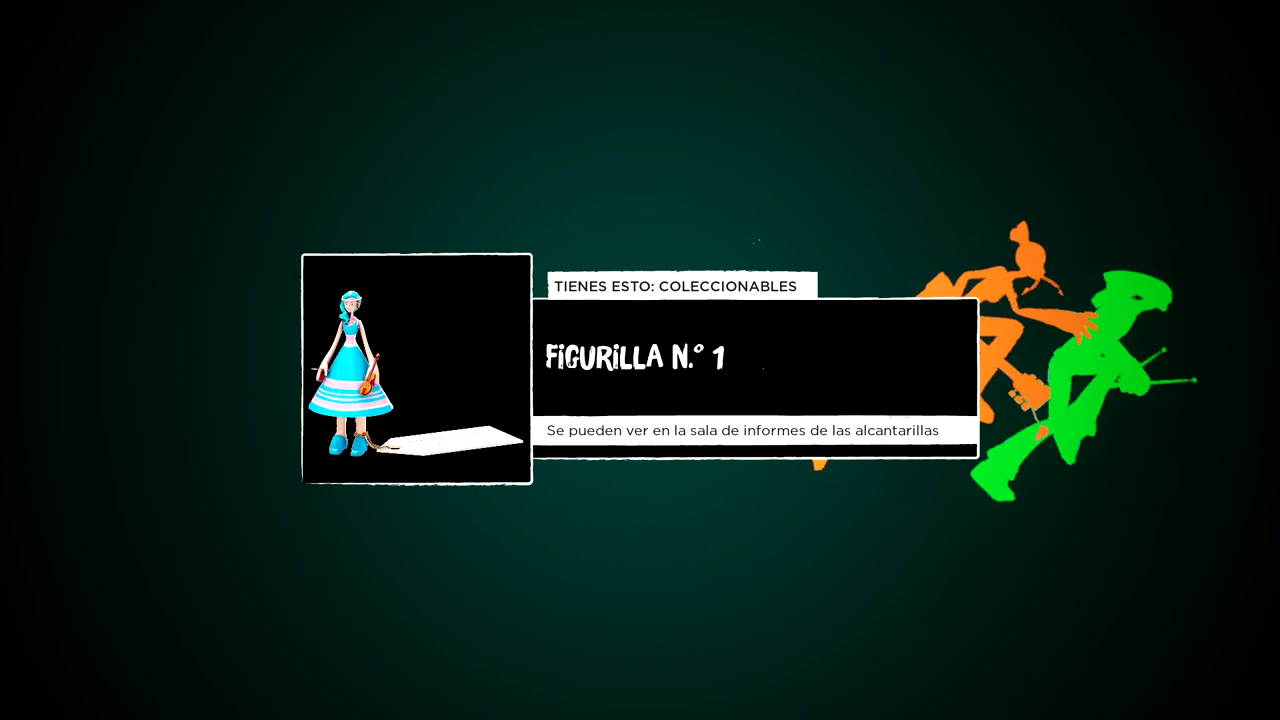 TIENES ESTO: COLECCIONABLES
FiGURiLLA N.º 1
Se pueden ver en la sala de informes de las alcantarillas